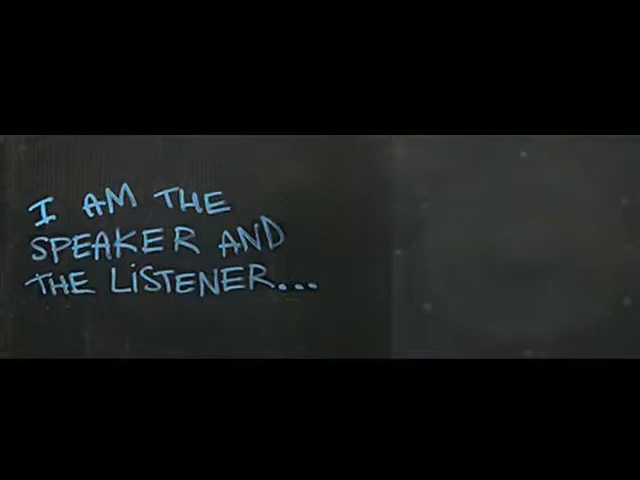 I AM THE
SPEAKER AND
THE LiSTENER...